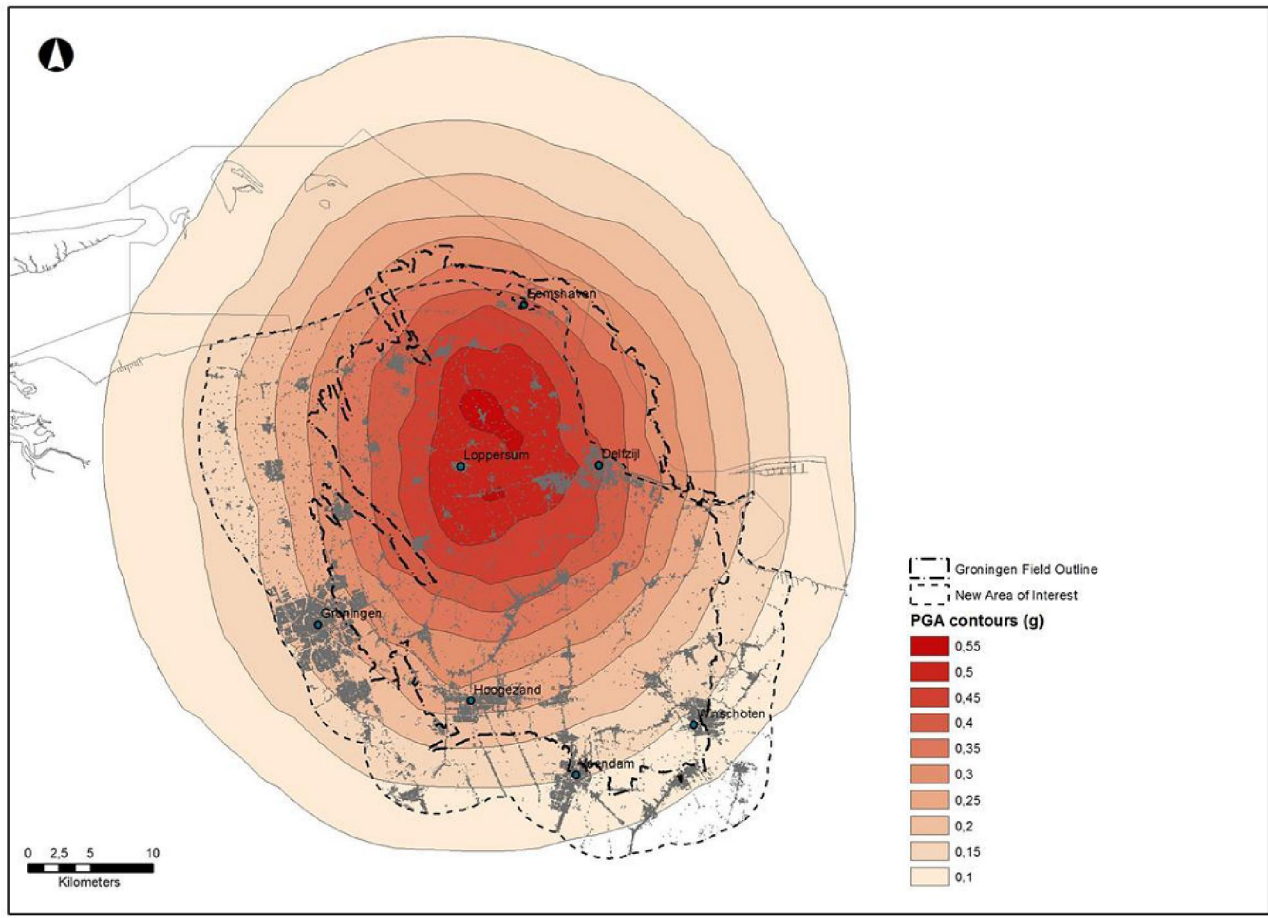 Eemshaven
Loppersum
Delfzijl
Groningen
Hoogezand
Winschoten
Veendam
Groningen Field Outline
New Area of Interest
PGA contours (g)
0,55
0,5
0,45
0,4
0,35
0,3
0,25
0,2
0,15
0,1
0 2,5 5 10
Kilometers